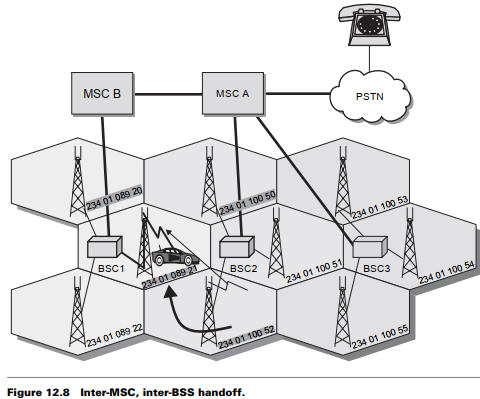 MSC B
MSC A
PSTN
234 01 089 20
234 01 100 50
234 01 100 53
BSC1
234 01 089 21
BSC2
234 01 100 51
BSC3
234 01 100 54
234 01 089 22
234 01 100 52
234 01 100 55
Figure 12.8 Inter-MSC, inter-BSS handoff.